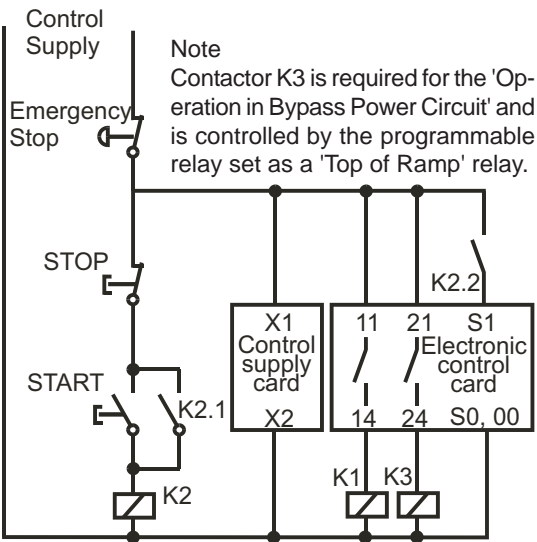 Control
Supply
Note
Contactor K3 is required for the 'Op-
eration in Bypass Power Circuit' and
is controlled by the programmable
relay set as a 'Top of Ramp' relay.
Emergency
Stop
STOP
K2.2
X1
11
21
S1
Control
supply
card
Electronic
control
card
START
K2.1
X2
14
24
S0, 00
K2
K1
K3